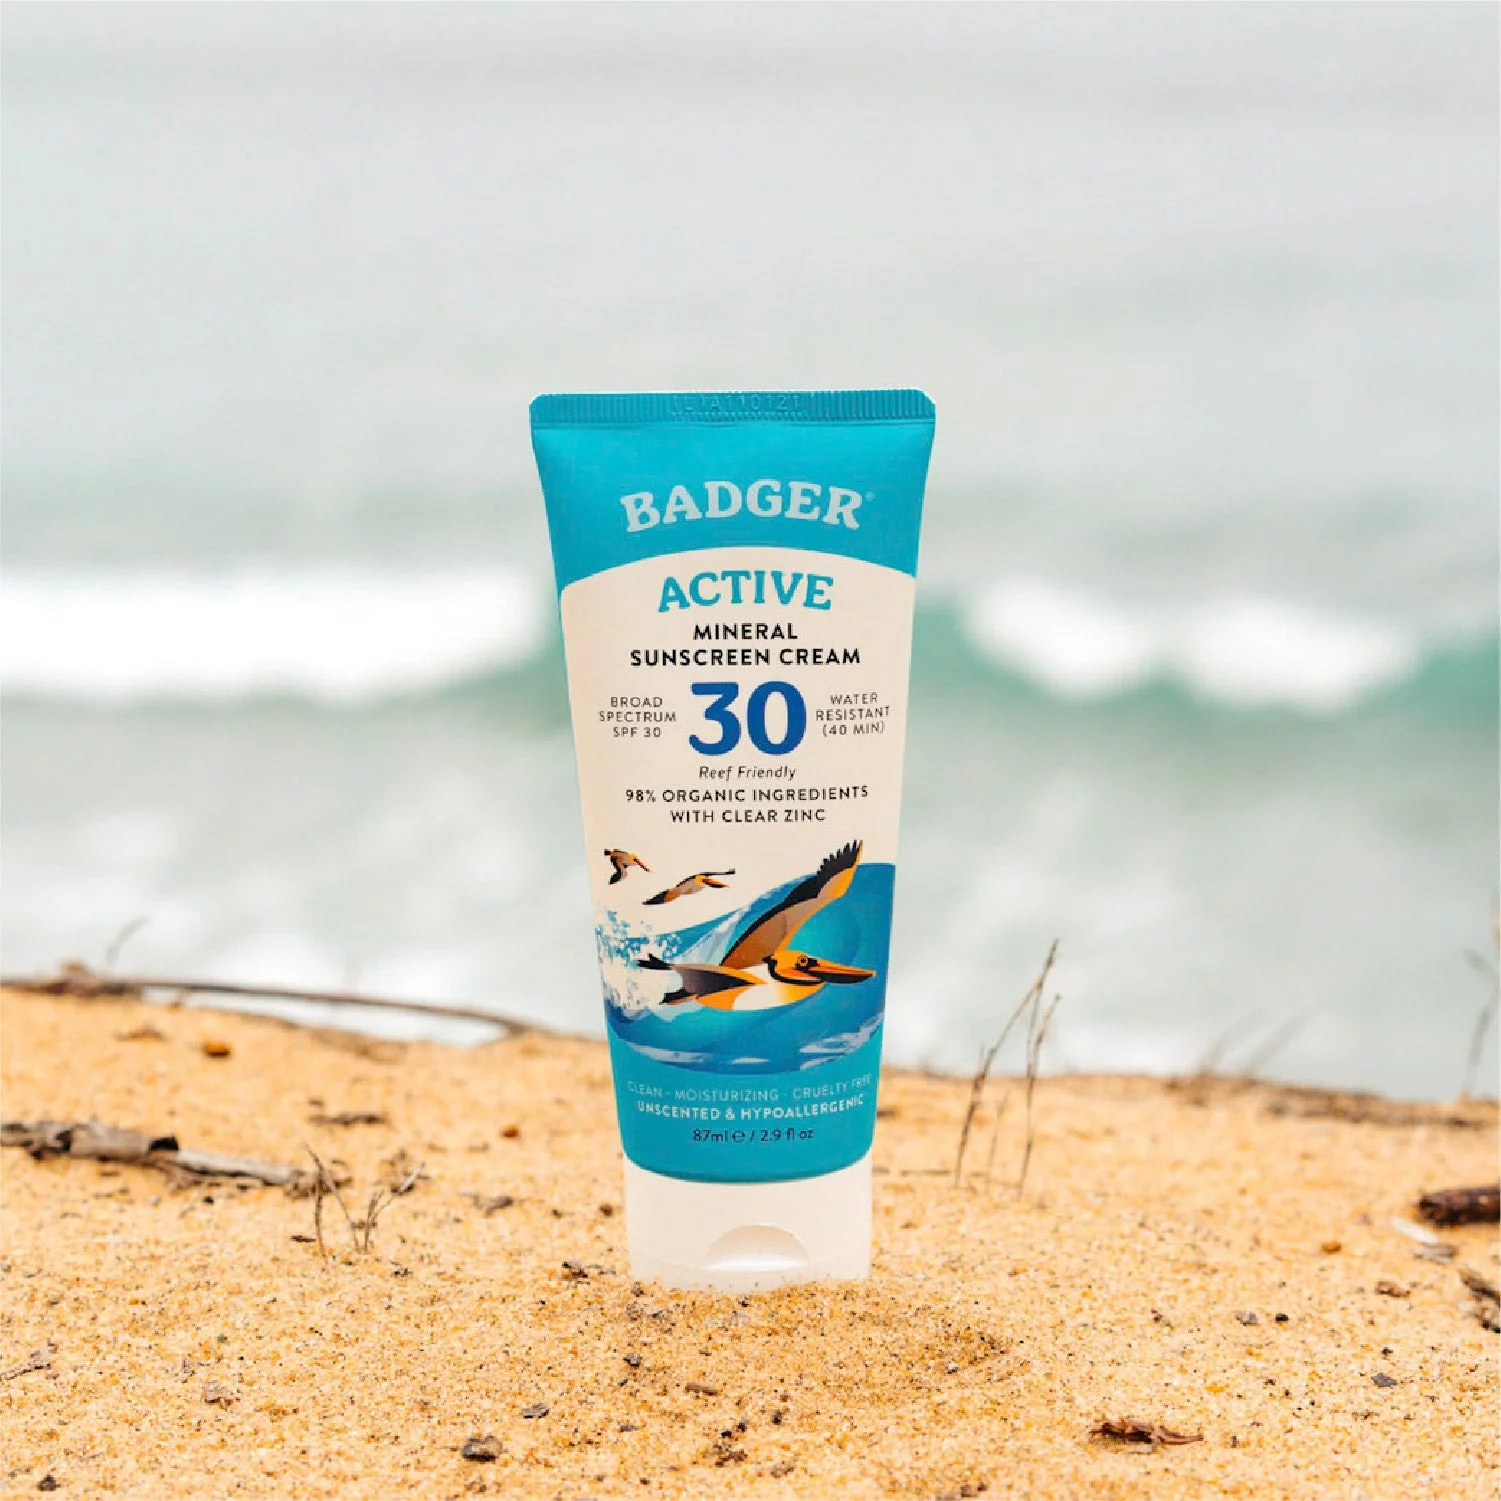 BADGER®
ACTIVE
MINERAL
SUNSCREEN CREAM
BROAD
SPECTRUM
SPF 30
30
WATER
RESISTANT
(40 MIN)
Reef Friendly
98% ORGANIC INGREDIENTS
WITH CLEAR ZINC
CLEAN - MOISTURIZING - CRUELTY FREE
UNSCENTED & HYPOALLERGENIC
87ml ℮ / 2.9 fl oz